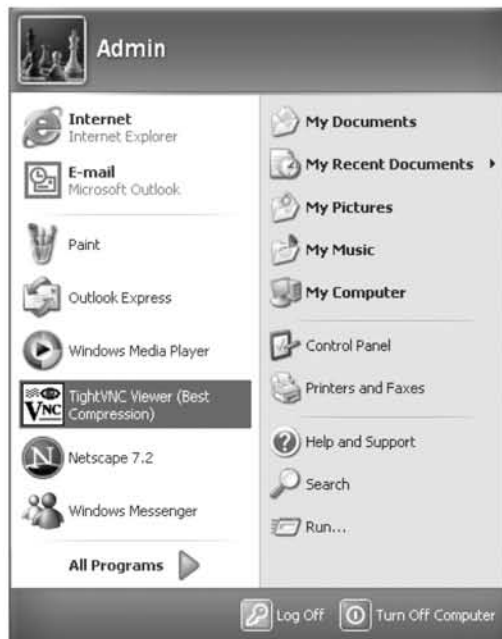 Admin
Internet
Internet Explorer
E-mail
Microsoft Outlook
Paint
Outlook Express
Windows Media Player
VNC
TightVNC Viewer (Best
Compression)
N
Netscape 7.2
Windows Messenger
All Programs
My Documents
My Recent Documents
My Pictures
My Music
My Computer
Control Panel
Printers and Faxes
Help and Support
Search
Run...
Log Off
Turn Off Computer